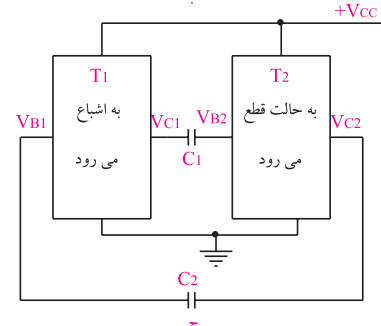 +VCC
T1
به اشباع
می رود
T2
به حالت قطع
می رود
VB1
VC1
VB2
VC2
C1
C2